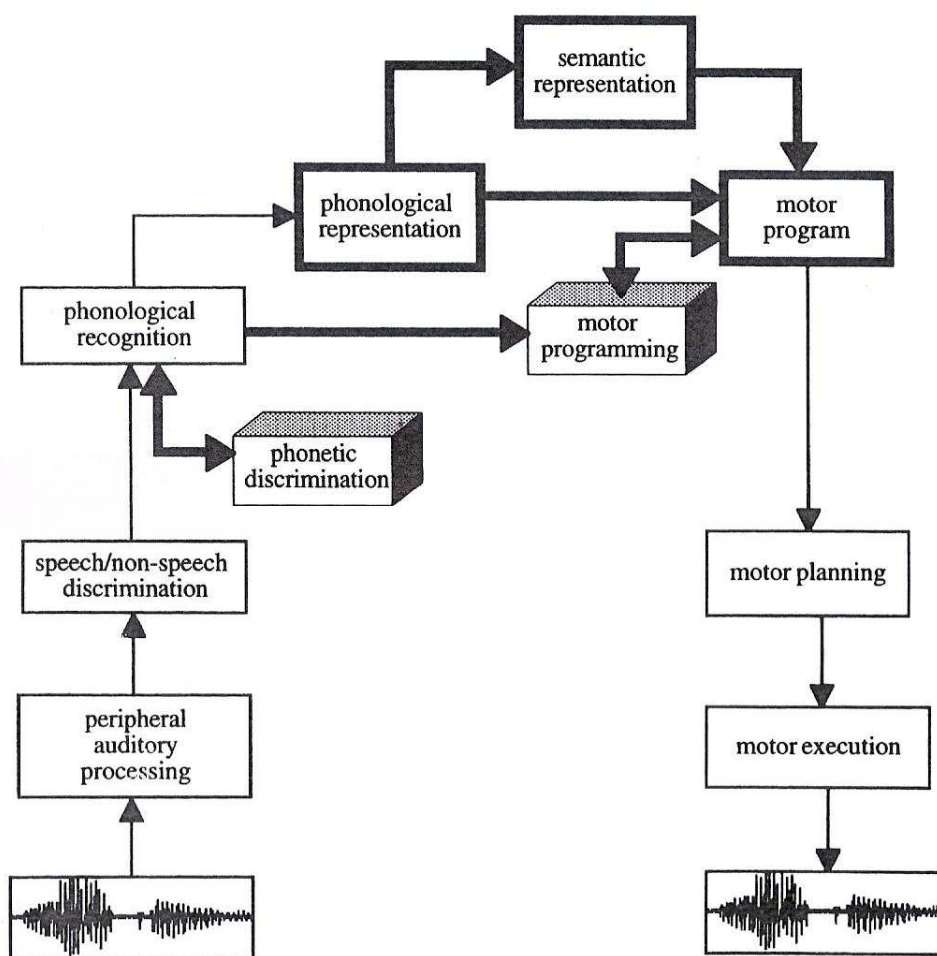 semantic
representation
phonological
representation
motor
program
phonological
recognition
motor
programming
phonetic
discrimination
speech/non-speech
discrimination
motor planning
peripheral
auditory
processing
motor execution